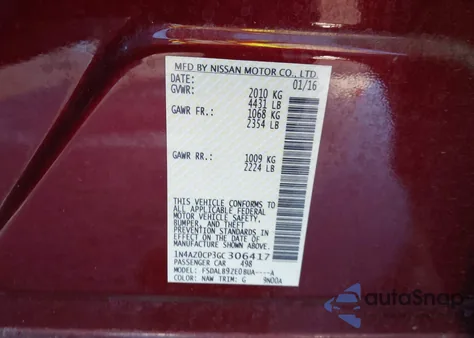 MFD BY NISSAN MOTOR CO., LTD.
DATE: 01/16
GVWR: 2010 KG
4431 LB
GAWR FR.: 1068 KG
2354 LB
GAWR RR.: 1009 KG
2224 LB
THIS VEHICLE CONFORMS TO
ALL APPLICABLE FEDERAL
MOTOR VEHICLE SAFETY,
BUMPER, AND THEFT
PREVENTION STANDARDS IN
EFFECT ON THE DATE OF
MANUFACTURE SHOWN ABOVE.
1N4AZ0CP3GC306417
PASSENGER CAR 498
MODEL: FSDALB9ZE0BUA----A
COLOR: NAW TRIM: G 9N00A
autoSnap